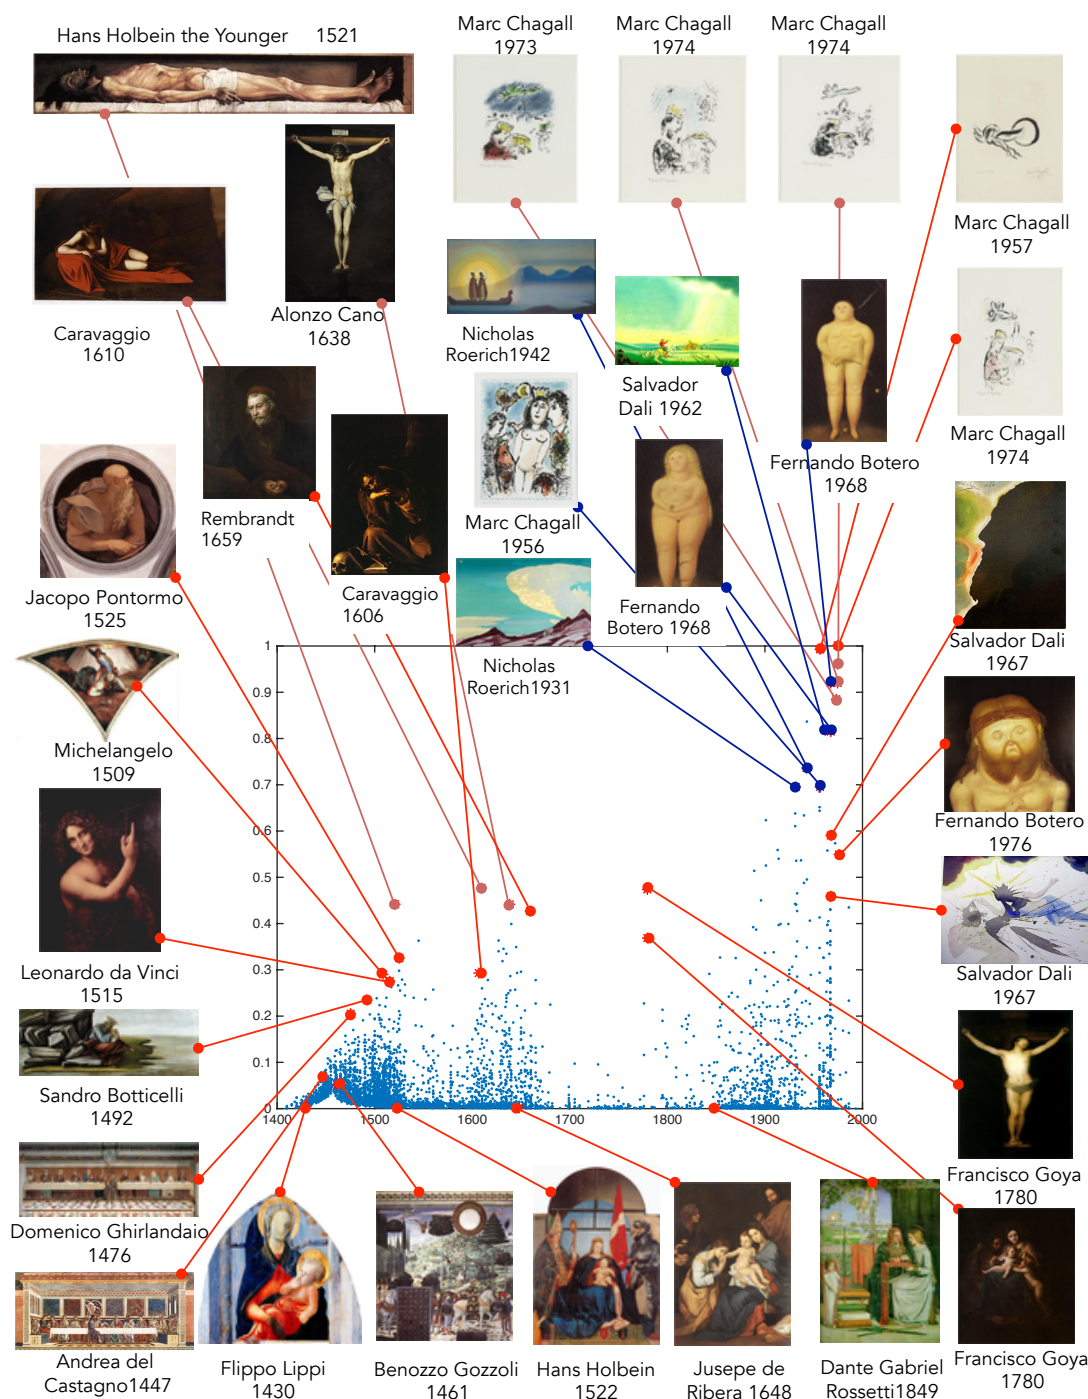 Hans Holbein the Younger 1521
Marc Chagall
1973
Marc Chagall
1974
Marc Chagall
1974
Marc Chagall
1957
Caravaggio
1610
Alonzo Cano
1638
Nicholas
Roerich1942
Salvador
Dali 1962
Marc Chagall
1974
Fernando Botero
1968
Rembrandt
1659
Marc Chagall
1956
Jacopo Pontormo
1525
Caravaggio
1606
Fernando
Botero 1968
Salvador Dali
1967
Nicholas
Roerich1931
Michelangelo
1509
Fernando Botero
1976
Leonardo da Vinci
1515
Salvador Dali
1967
Sandro Botticelli
1492
Francisco Goya
1780
Domenico Ghirlandaio
1476
1
0.9
0.8
0.7
0.6
0.5
0.4
0.3
0.2
0.1
0
1400 1500 1600 1700 1800 1900 2000
Andrea del
Castagno1447
Flippo Lippi
1430
Benozzo Gozzoli
1461
Hans Holbein
1522
Jusepe de
Ribera 1648
Dante Gabriel
Rossetti1849
Francisco Goya
1780